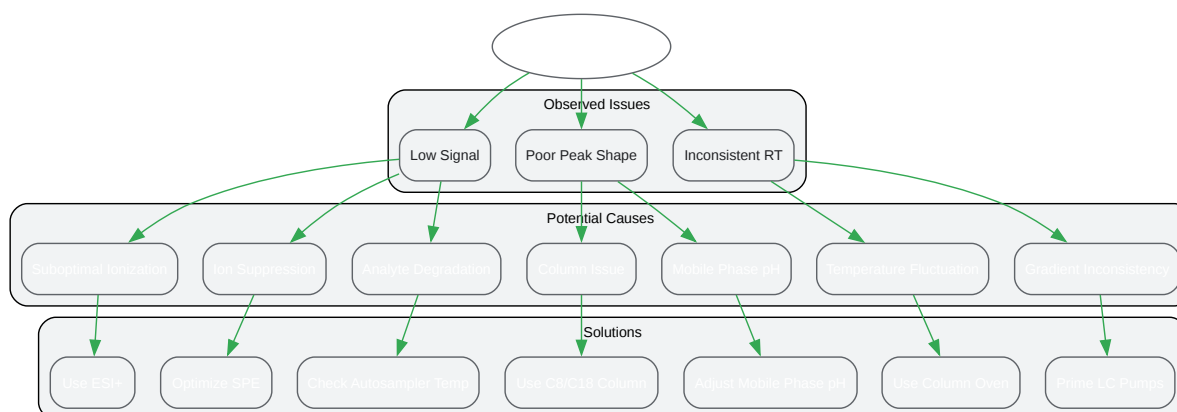 Observed Issues
Low Signal
Poor Peak Shape
Inconsistent RT
Potential Causes
Suboptimal Ionization
Ion Suppression
Analyte Degradation
Column Issue
Mobile Phase pH
Temperature Fluctuation
Gradient Inconsistency
Solutions
Use ESI+
Optimize SPE
Check Autosampler Temp
Use C8/C18 Column
Adjust Mobile Phase pH
Use Column Oven
Prime LC Pumps